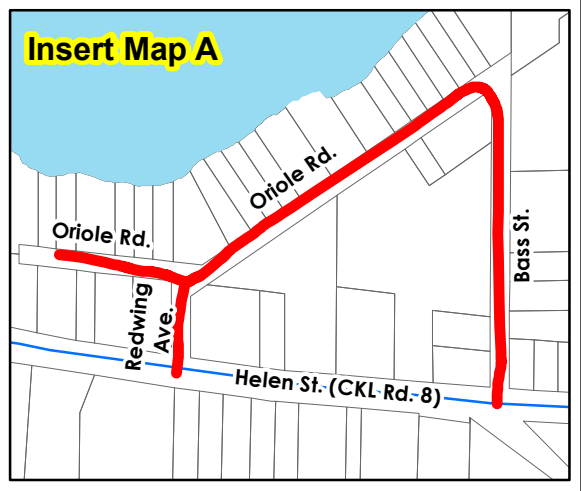 Insert Map A
Oriole Rd.
Oriole Rd.
Bass St.
Redwing
Ave.
Helen St. (CKL Rd. 8)